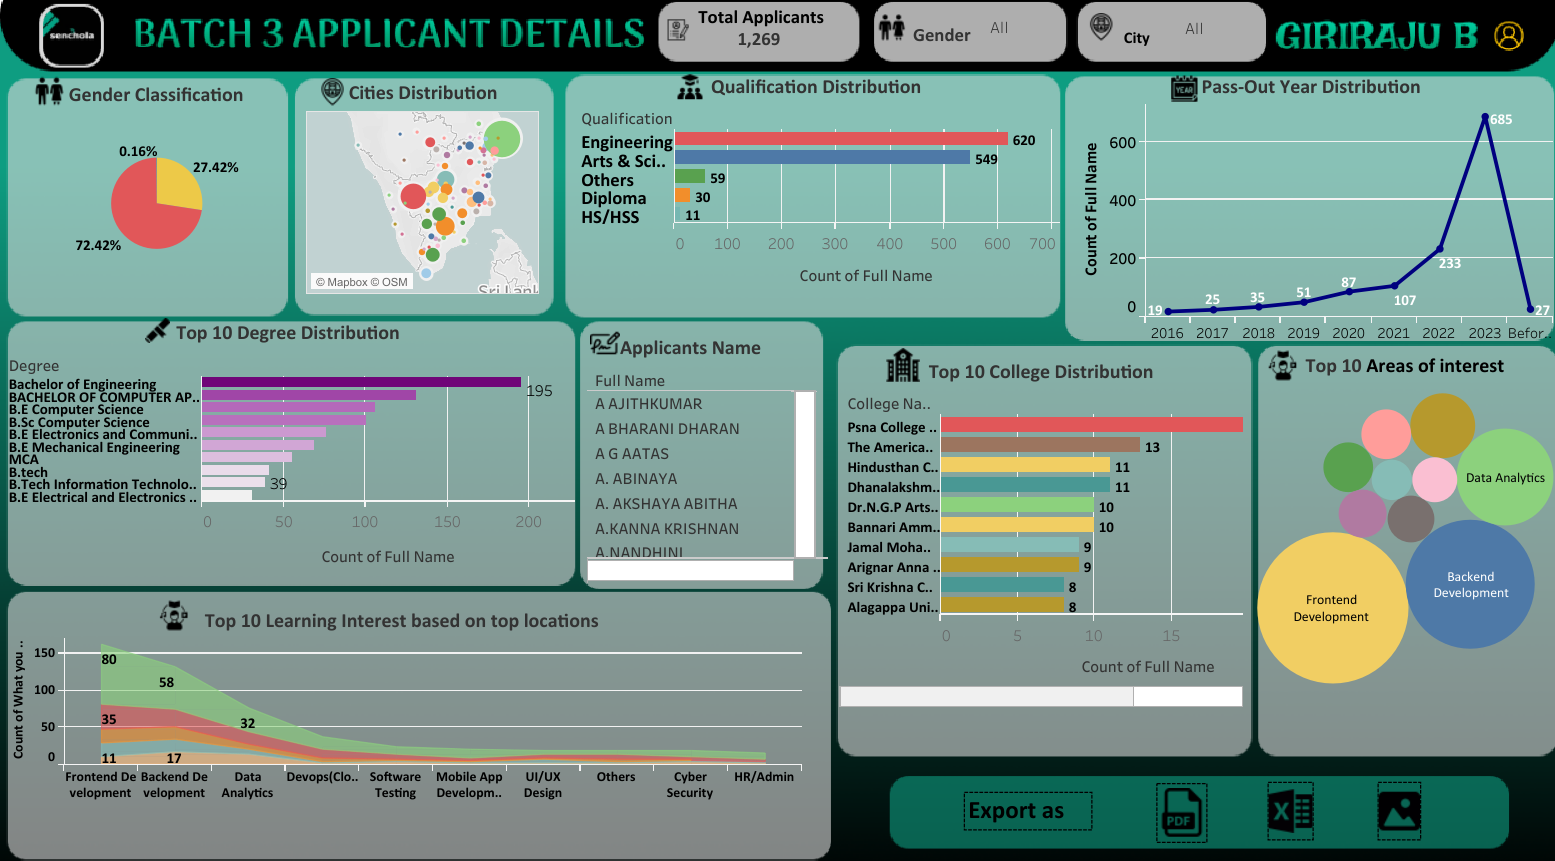 senchola
BATCH 3 APPLICANT DETAILS
Total Applicants
1,269
Gender
All
City
All
GIRIRAJU B
Gender Classification
0.16%
27.42%
72.42%
Cities Distribution
© Mapbox © OSM
Qualification Distribution
Qualification
Engineering
620
Arts & Sci..
549
Others
59
Diploma
30
HS/HSS
11
0 100 200 300 400 500 600 700
Count of Full Name
YEAR
Pass-Out Year Distribution
Count of Full Name
600
400
200
0
19 25 35 51 87 107 233 685 27
2016 2017 2018 2019 2020 2021 2022 2023 Befor..
Top 10 Degree Distribution
Degree
Bachelor of Engineering
195
BACHELOR OF COMPUTER AP..
B.E Computer Science
B.Sc Computer Science
B.E Electronics and Communi..
B.E Mechanical Engineering
MCA
B.tech
B.Tech Information Technolo..
39
B.E Electrical and Electronics ..
0 50 100 150 200
Count of Full Name
Applicants Name
Full Name
A AJITHKUMAR
A BHARANI DHARAN
A G AATAS
A. ABINAYA
A. AKSHAYA ABITHA
A.KANNA KRISHNAN
A.NANDHINI
Top 10 College Distribution
College Na..
Psna College ..
The America..
13
Hindusthan C..
11
Dhanalakshm..
11
Dr.N.G.P Arts..
10
Bannari Amm..
10
Jamal Moha..
9
Arignar Anna ..
9
Sri Krishna C..
8
Alagappa Uni..
8
0 5 10 15
Count of Full Name
Top 10 Areas of interest
Data Analytics
Backend
Development
Frontend
Development
Top 10 Learning Interest based on top locations
Count of What you ..
150
100
50
0
80
58
35
32
11
17
Frontend De
velopment
Backend De
velopment
Data
Analytics
Devops(Clo..
Software
Testing
Mobile App
Developm..
UI/UX
Design
Others
Cyber
Security
HR/Admin
Export as
PDF
X